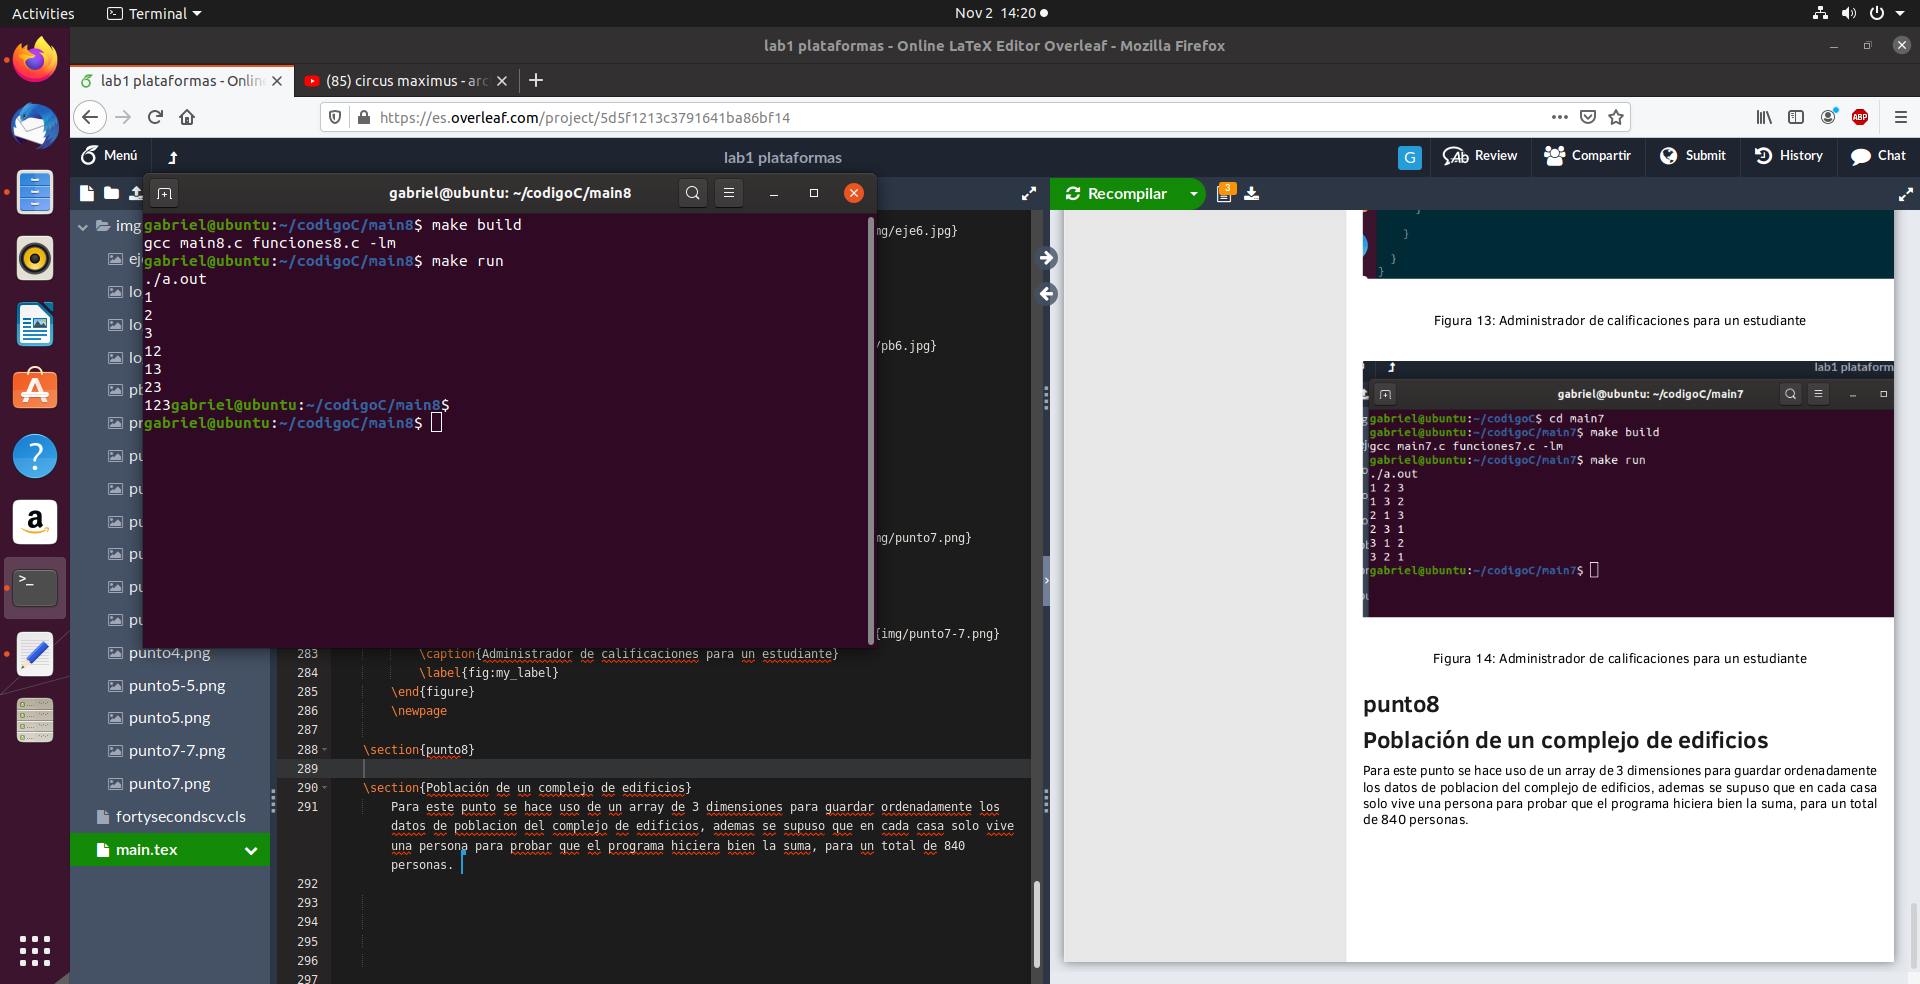 Activities
Terminal
Nov 2 14:20
lab1 plataformas - Online LaTeX Editor Overleaf - Mozilla Firefox
lab1 plataformas - Online
(85) circus maximus - arc
https://es.overleaf.com/project/5d5f1213c3791641ba86bf14
ABP
Menú
lab1 plataformas
G
Review
Compartir
Submit
History
Chat
gabriel@ubuntu: ~/codigoC/main8
Recompilar
3
gabriel@ubuntu:~/codigoC/main8$ make build
gcc main8.c funciones8.c -lm
gabriel@ubuntu:~/codigoC/main8$ make run
./a.out
1
2
3
12
13
23
123gabriel@ubuntu:~/codigoC/main8$
gabriel@ubuntu:~/codigoC/main8$
img
punto4.png
punto5-5.png
punto5.png
punto7-7.png
punto7.png
fortysecondscv.cls
main.tex
ng/eje6.jpg}
/pb6.jpg}
ng/punto7.png}
{img/punto7-7.png}
283 \caption{Administrador de calificaciones para un estudiante}
284 \label{fig:my_label}
285 \end{figure}
286 \newpage
287
288 \section{punto8}
289
290 \section{Población de un complejo de edificios}
291 Para este punto se hace uso de un array de 3 dimensiones para guardar ordenadamente los
datos de poblacion del complejo de edificios, ademas se supuso que en cada casa solo vive
una persona para probar que el programa hiciera bien la suma, para un total de 840
personas.
292
293
294
295
296
297
}
}
}
}
Figura 13: Administrador de calificaciones para un estudiante
lab1 plataform
gabriel@ubuntu: ~/codigoC/main7
gabriel@ubuntu:~/codigoC$ cd main7
gabriel@ubuntu:~/codigoC/main7$ make build
gcc main7.c funciones7.c -lm
gabriel@ubuntu:~/codigoC/main7$ make run
./a.out
1 2 3
1 3 2
2 1 3
2 3 1
3 1 2
3 2 1
gabriel@ubuntu:~/codigoC/main7$
Figura 14: Administrador de calificaciones para un estudiante
punto8
Población de un complejo de edificios
Para este punto se hace uso de un array de 3 dimensiones para guardar ordenadamente
los datos de poblacion del complejo de edificios, ademas se supuso que en cada casa
solo vive una persona para probar que el programa hiciera bien la suma, para un total
de 840 personas.